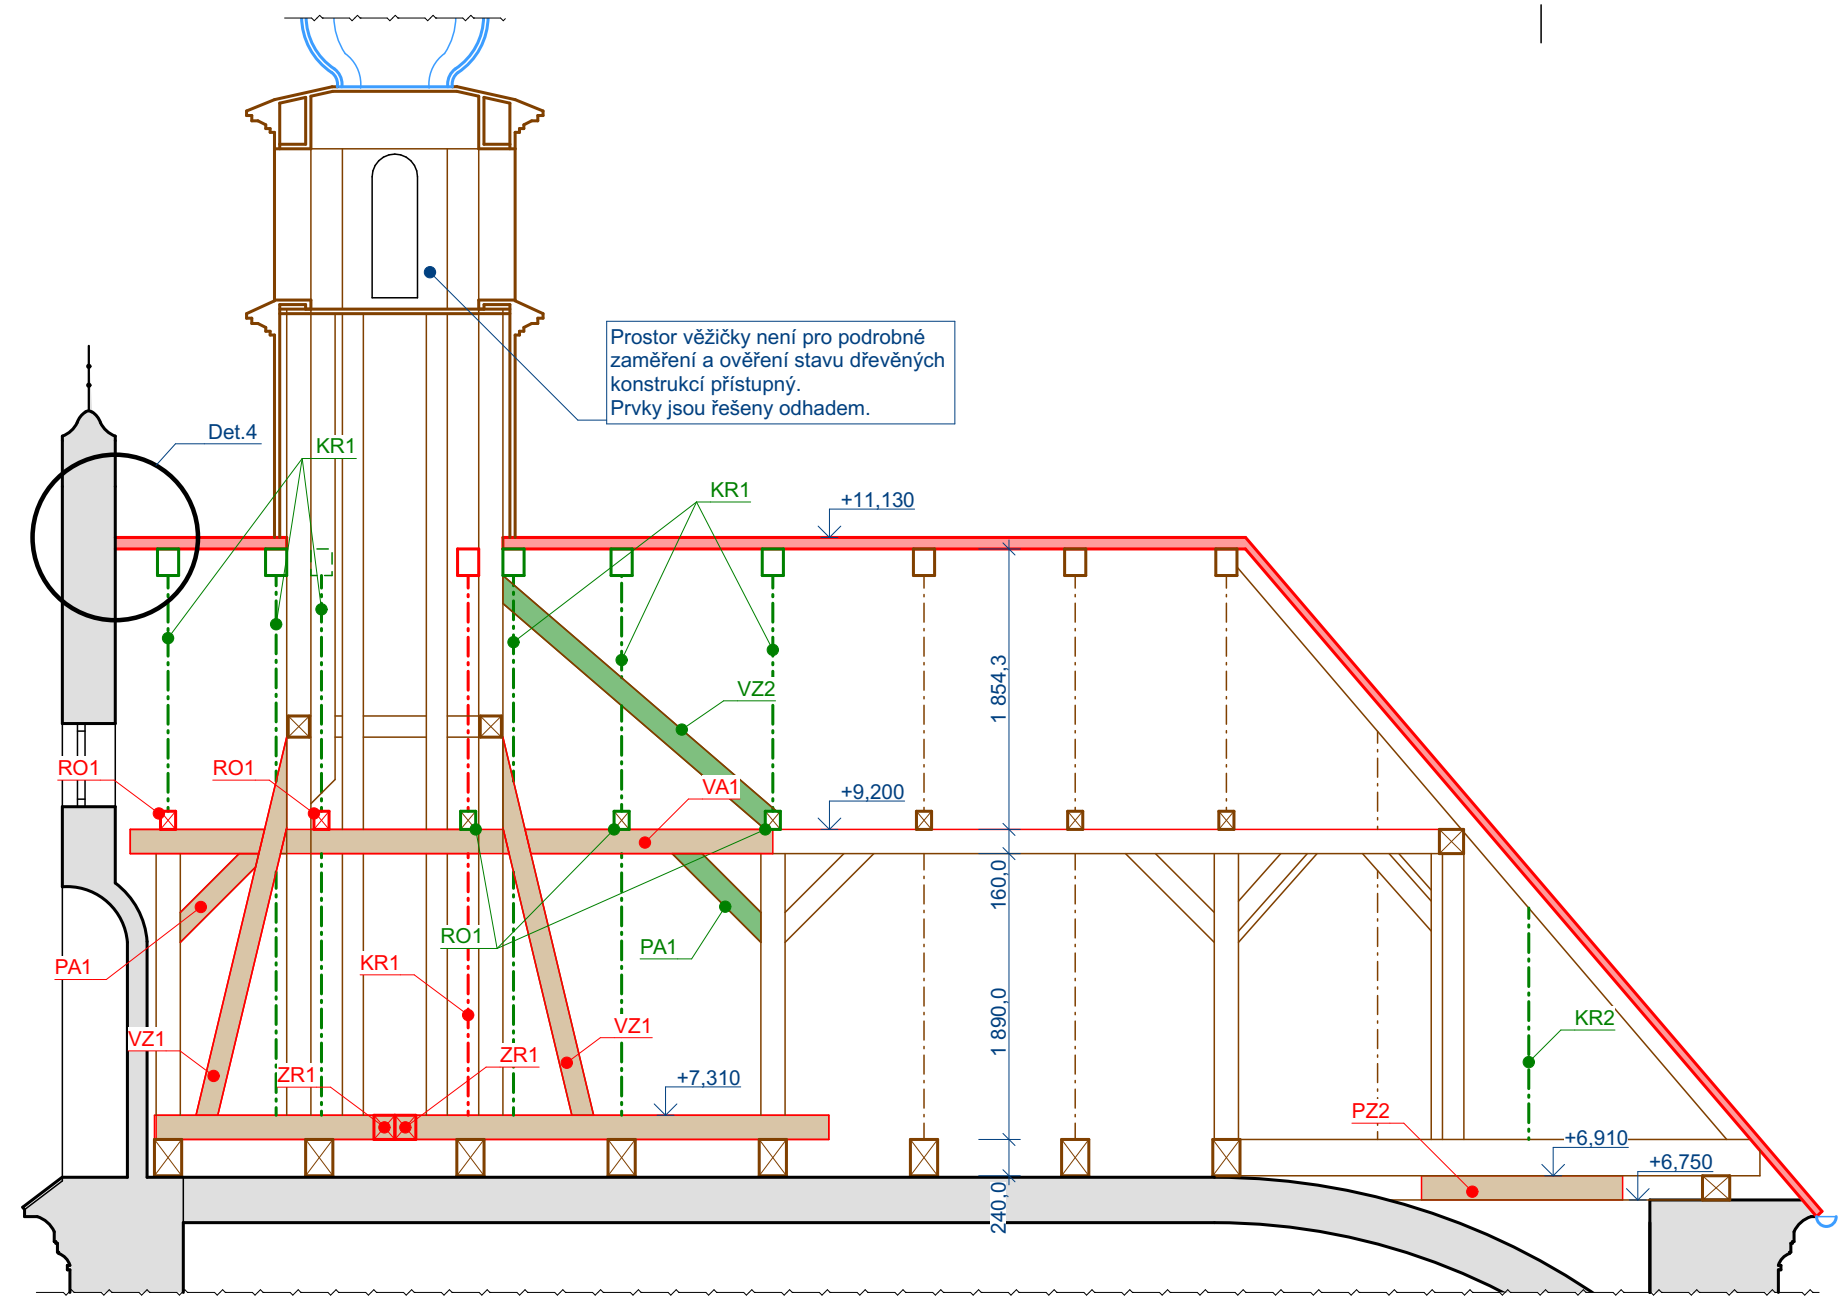 Prostor věžičky není pro podrobné
zaměření a ověření stavu dřevěných
konstrukcí přístupný.
Prvky jsou řešeny odhadem.
Det.4
KR1
KR1
+11,130
1 854,3
VZ2
RO1
RO1
VA1
+9,200
160,0
RO1
PA1
PA1
KR1
1 890,0
KR2
VZ1
VZ1
ZR1
ZR1
+7,310
PZ2
+6,910
+6,750
240,0